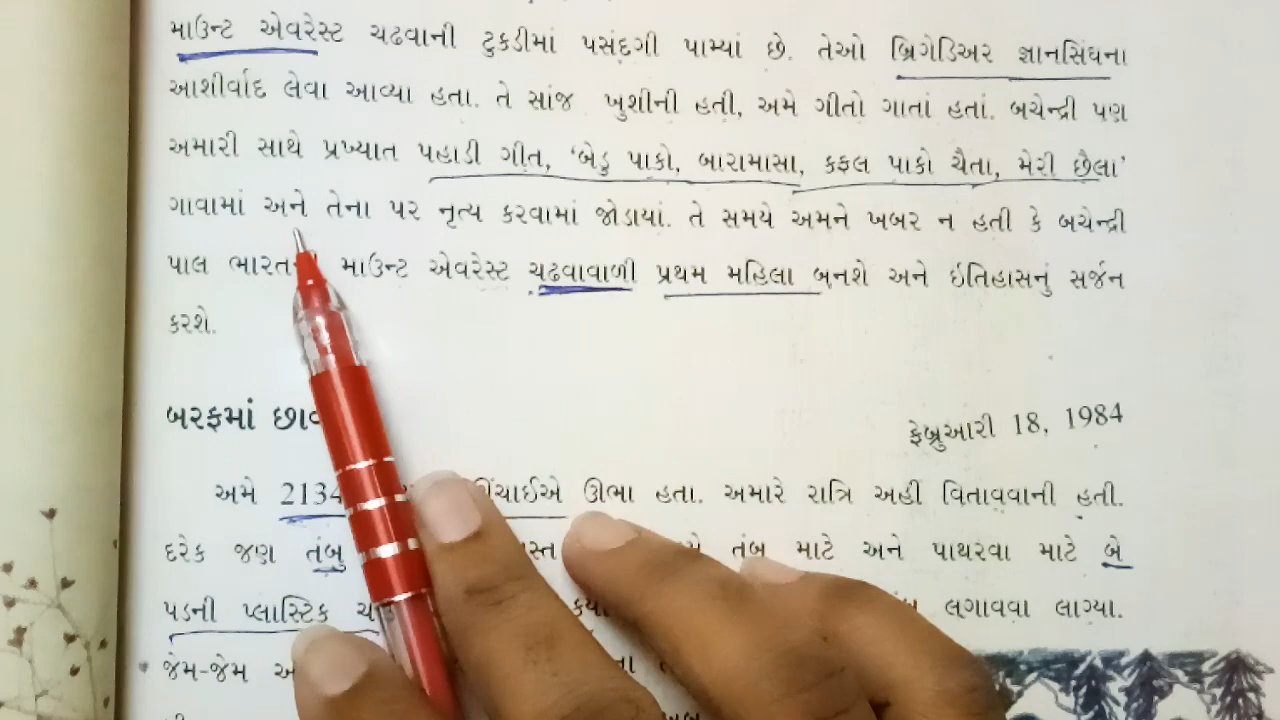 માઉન્ટ એવરેસ્ટ ચઢવાની ટુકડીમાં પસંદગી પામ્યાં છે. તેઓ બ્રિગેડિઅર જ્ઞાનસિંઘના
આશીર્વાદ લેવા આવ્યા હતા. તે સાંજ ખુશીની હતી, અમે ગીતો ગાતાં હતાં. બચેન્દ્રી પણ
અમારી સાથે પ્રખ્યાત પહાડી ગીત, ‘બેડુ પાકો, બારામાસા, કફલ પાકો ચૈતા, મેરી છૈલા’
ગાવામાં અને તેના પર નૃત્ય કરવામાં જોડાયાં. તે સમયે અમને ખબર ન હતી કે બચેન્દ્રી
પાલ માઉન્ટ એવરેસ્ટ ચઢવાવાળી પ્રથમ મહિલા બનશે અને ઇતિહાસનું સર્જન
કરશે.
બરફમાં
ફેબ્રુઆરી 18, 1984
અમે 2134 ઊભા હતા. અમારે રાત્રિ અહીં વિતાવવાની હતી.
દરેક જણ તંબુ માટે અને પાથરવા માટે બે
પડની પ્લાસ્ટિક લગાવવા લાગ્યા.
જેમ-જેમ